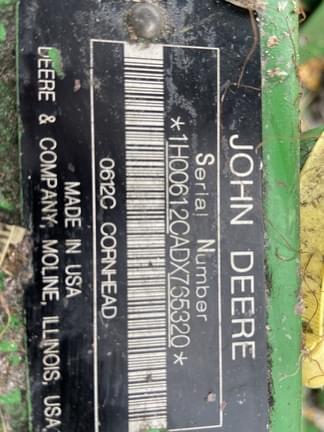 JOHN DEERE
Serial Number
*1H00612CADX735320*
0612C CORNHEAD
MADE IN USA
DEERE & COMPANY, MOLINE, ILLINOIS, USA